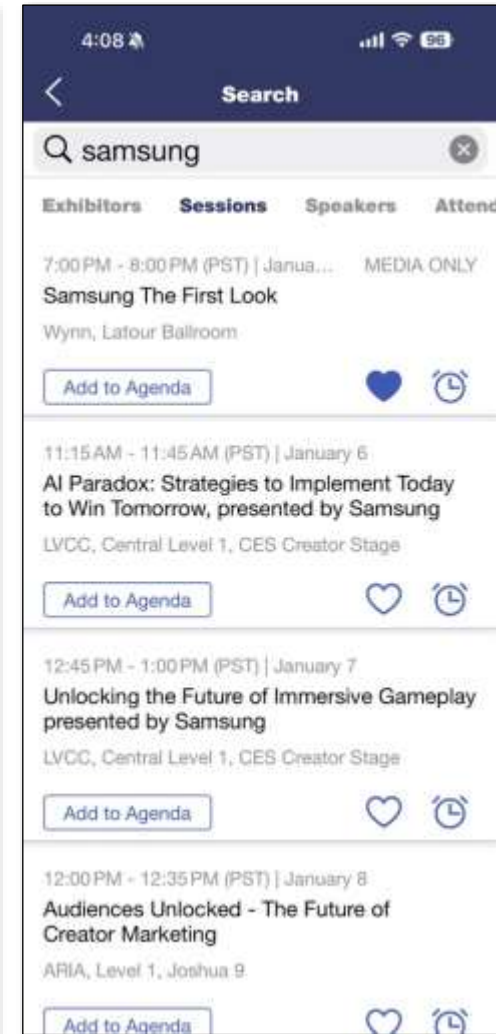 4:08 96
Search
samsung
Exhibitors Sessions Speakers Attend
7:00 PM - 8:00 PM (PST) | Janua... MEDIA ONLY
Samsung The First Look
Wynn, Latour Ballroom
Add to Agenda
11:15 AM - 11:45 AM (PST) | January 6
AI Paradox: Strategies to Implement Today
to Win Tomorrow, presented by Samsung
LVCC, Central Level 1, CES Creator Stage
Add to Agenda
12:45 PM - 1:00 PM (PST) | January 7
Unlocking the Future of Immersive Gameplay
presented by Samsung
LVCC, Central Level 1, CES Creator Stage
Add to Agenda
12:00 PM - 12:35 PM (PST) | January 8
Audiences Unlocked - The Future of
Creator Marketing
ARIA, Level 1, Joshua 9
Add to Agenda